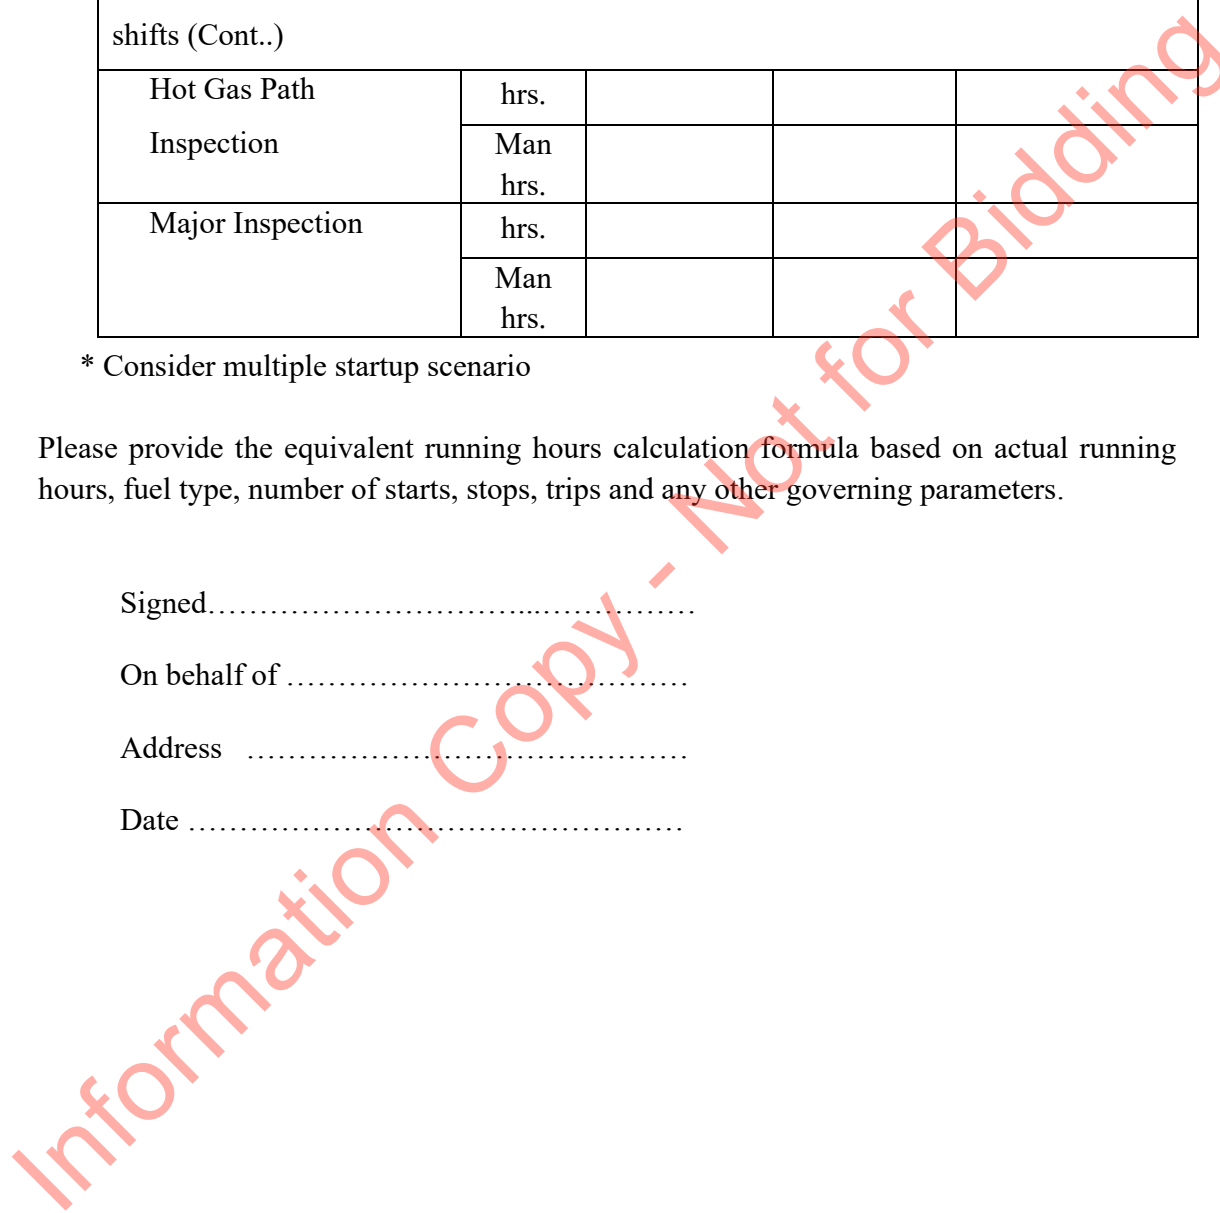 shifts (Cont..)
Hot Gas Path
hrs.
Inspection
Man
hrs.
Major Inspection
hrs.
Man
hrs.
* Consider multiple startup scenario
Please provide the equivalent running hours calculation formula based on actual running
hours, fuel type, number of starts, stops, trips and any other governing parameters.
Signed…………………………...……………
On behalf of …………………………………
Address …………………………….………
Date …………………………………………
Information Copy - Not for Bidding